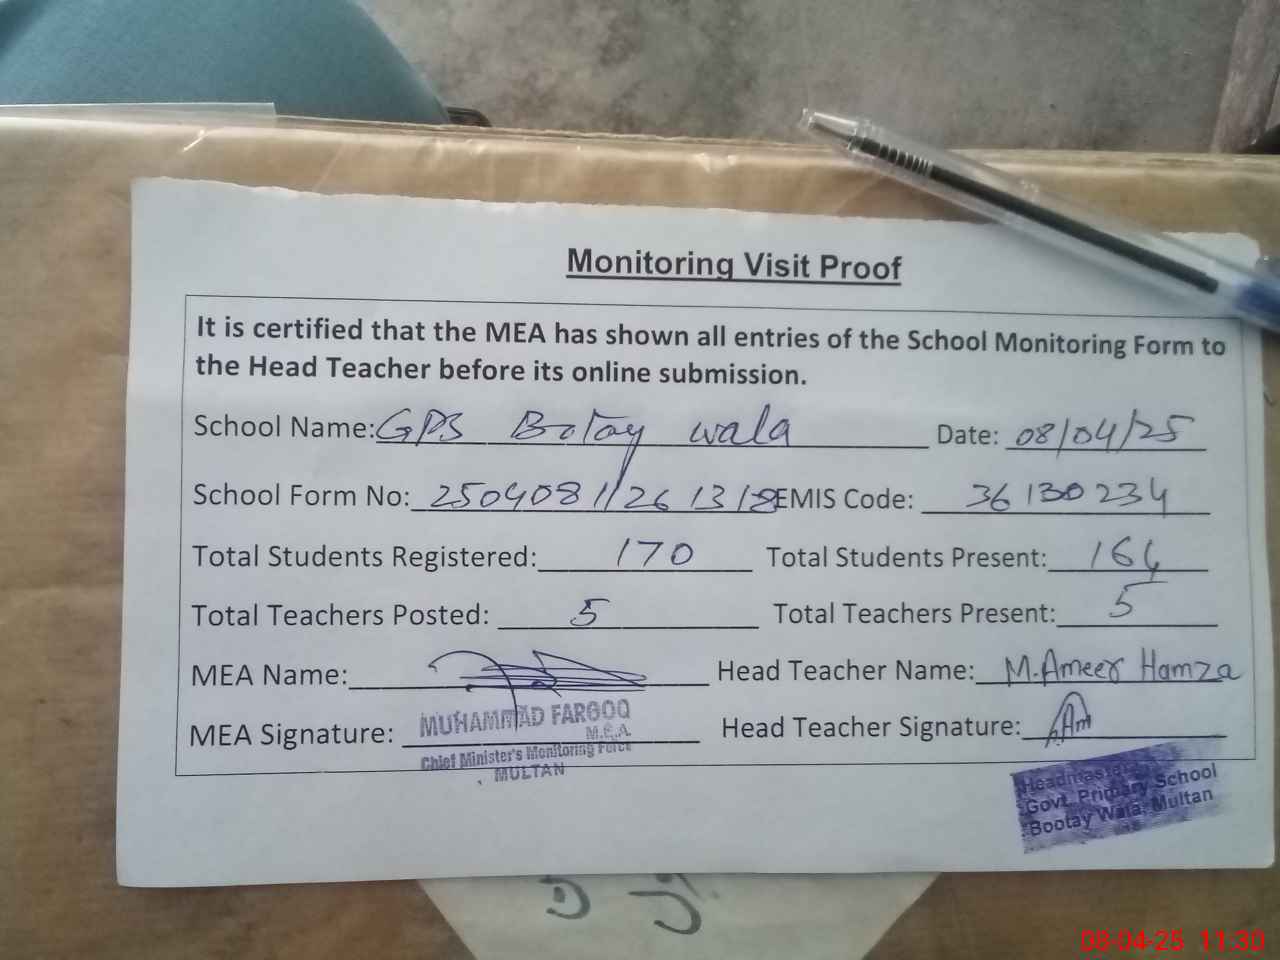 Monitoring Visit Proof
It is certified that the MEA has shown all entries of the School Monitoring Form to
the Head Teacher before its online submission.
School Name: GPS Botay wala Date: 08/04/25
School Form No: 2504081126 13128 EMIS Code: 36130234
Total Students Registered: 170 Total Students Present: 164
Total Teachers Posted: 5 Total Teachers Present: 5
MEA Name: Head Teacher Name: M.Ameer Hamza
MEA Signature: Head Teacher Signature:
MUHAMMAD FAROOQ
M.E.A.
Chief Minister's Monitoring Force
MULTAN
Headmaster
Govt. Primary School
Bootay Wala, Multan
08-04-25 11:30